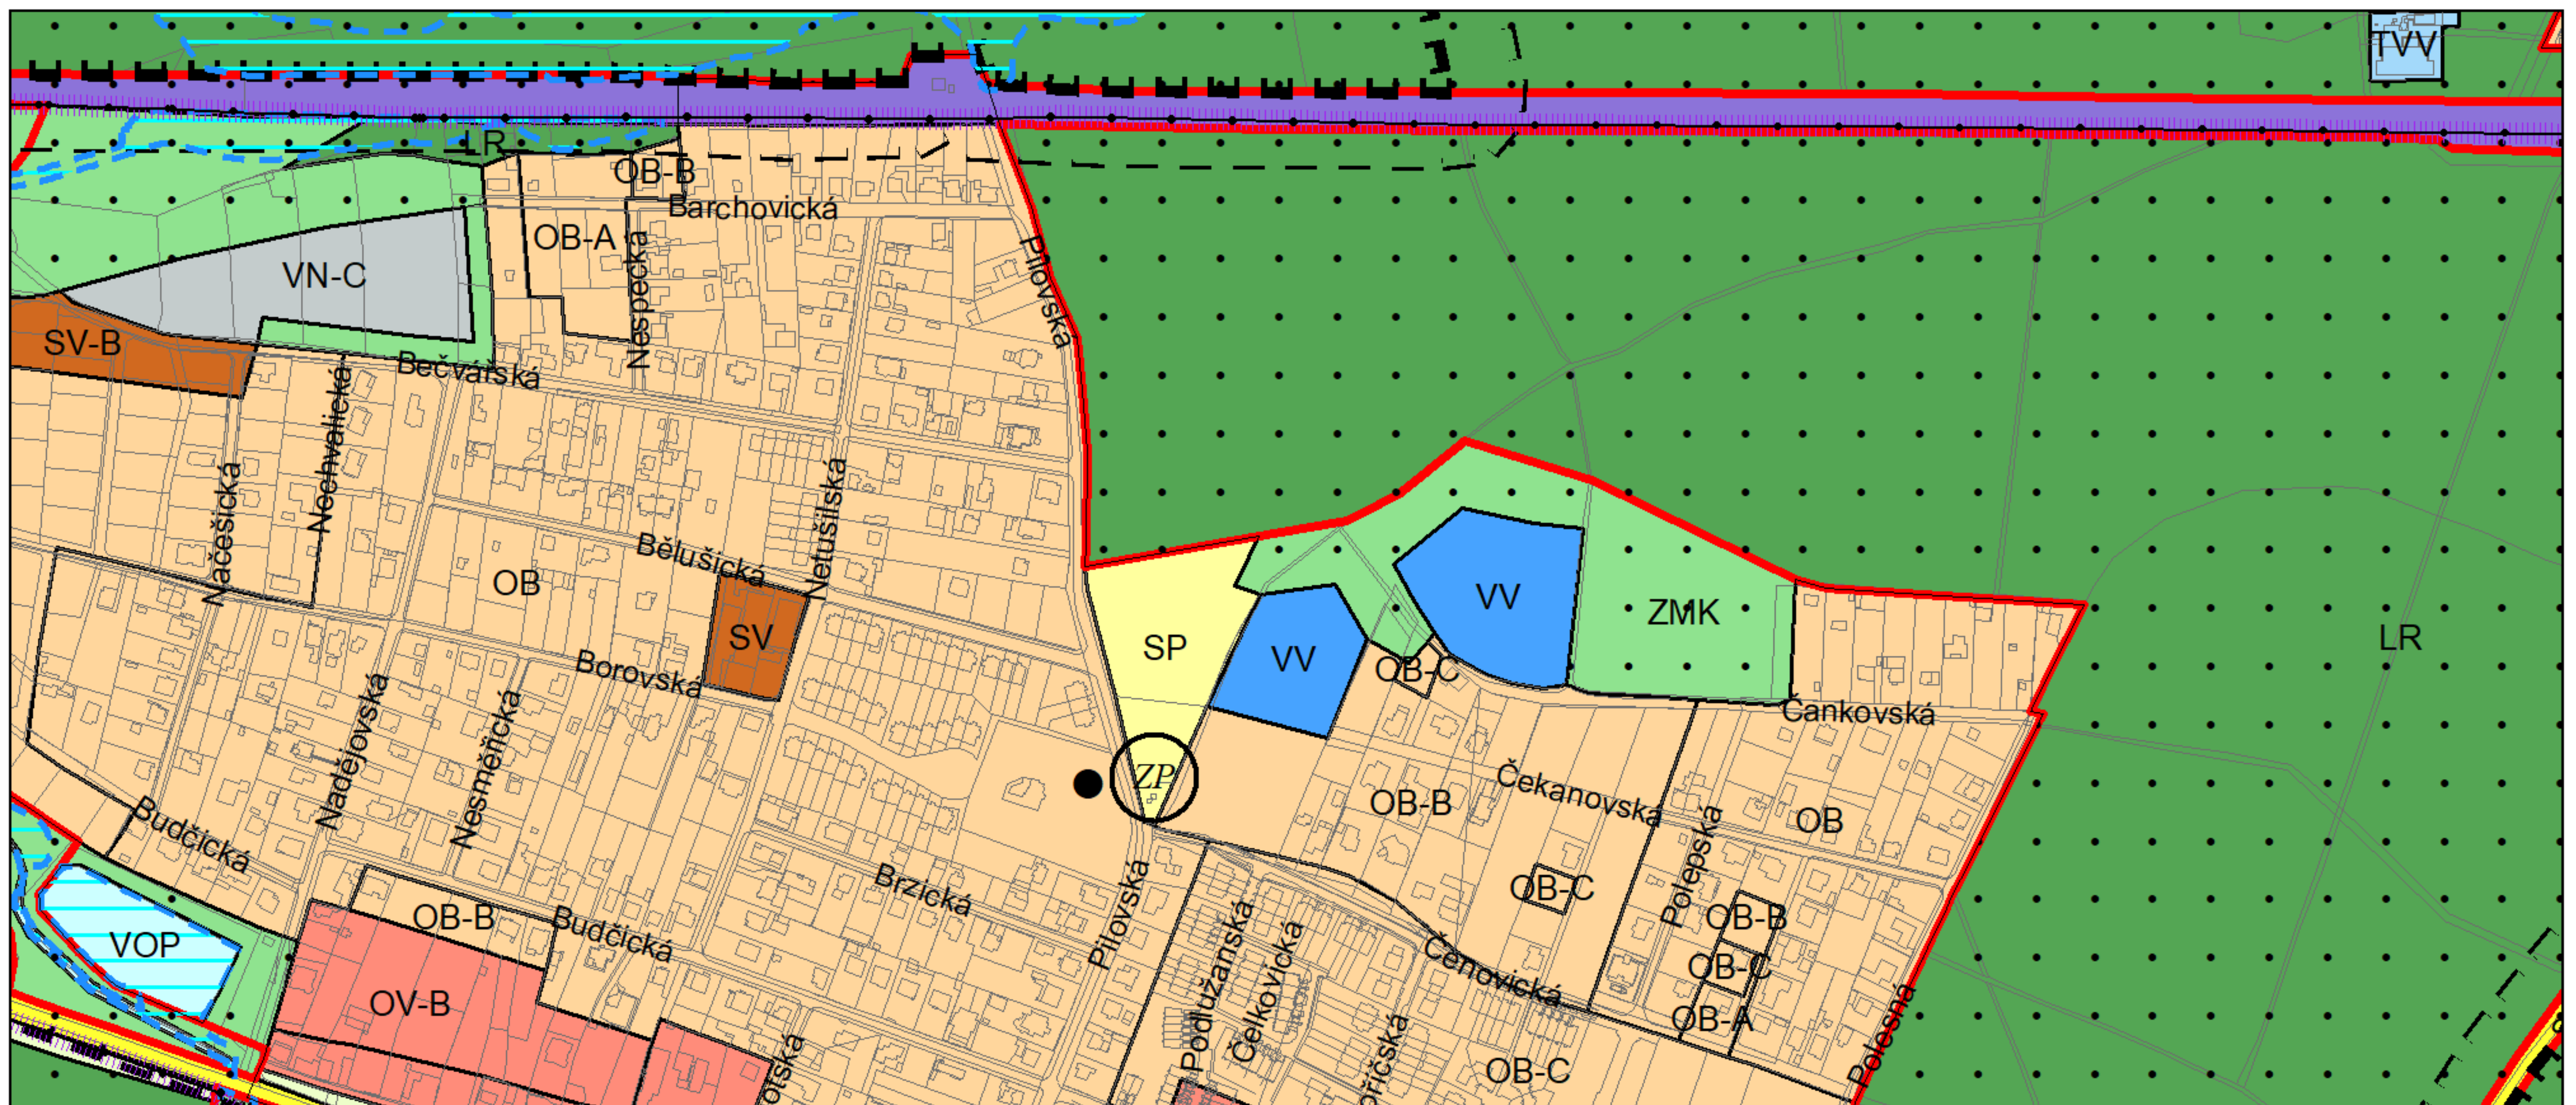 TVV
LR
OB-B
Barchovická
OB-A
Nespecká
Pilovská
VN-C
SV-B
Bečvářská
Nechvalická
Načešická
Netušilská
Bělušická
OB
SV
Borovská
SP
VV
VV
ZMK
LR
OB-C
Čankovská
Nadějovská
Nesměřická
ZP
OB-B
Čekanovská
OB
Polepská
Budčická
Brzická
Pilovská
OB-C
OB-B
OB-B
Budčická
Podlužanská
Čelkovická
Čenovická
OB-C
VOP
OV-B
OB-A
Polesná
OB-C